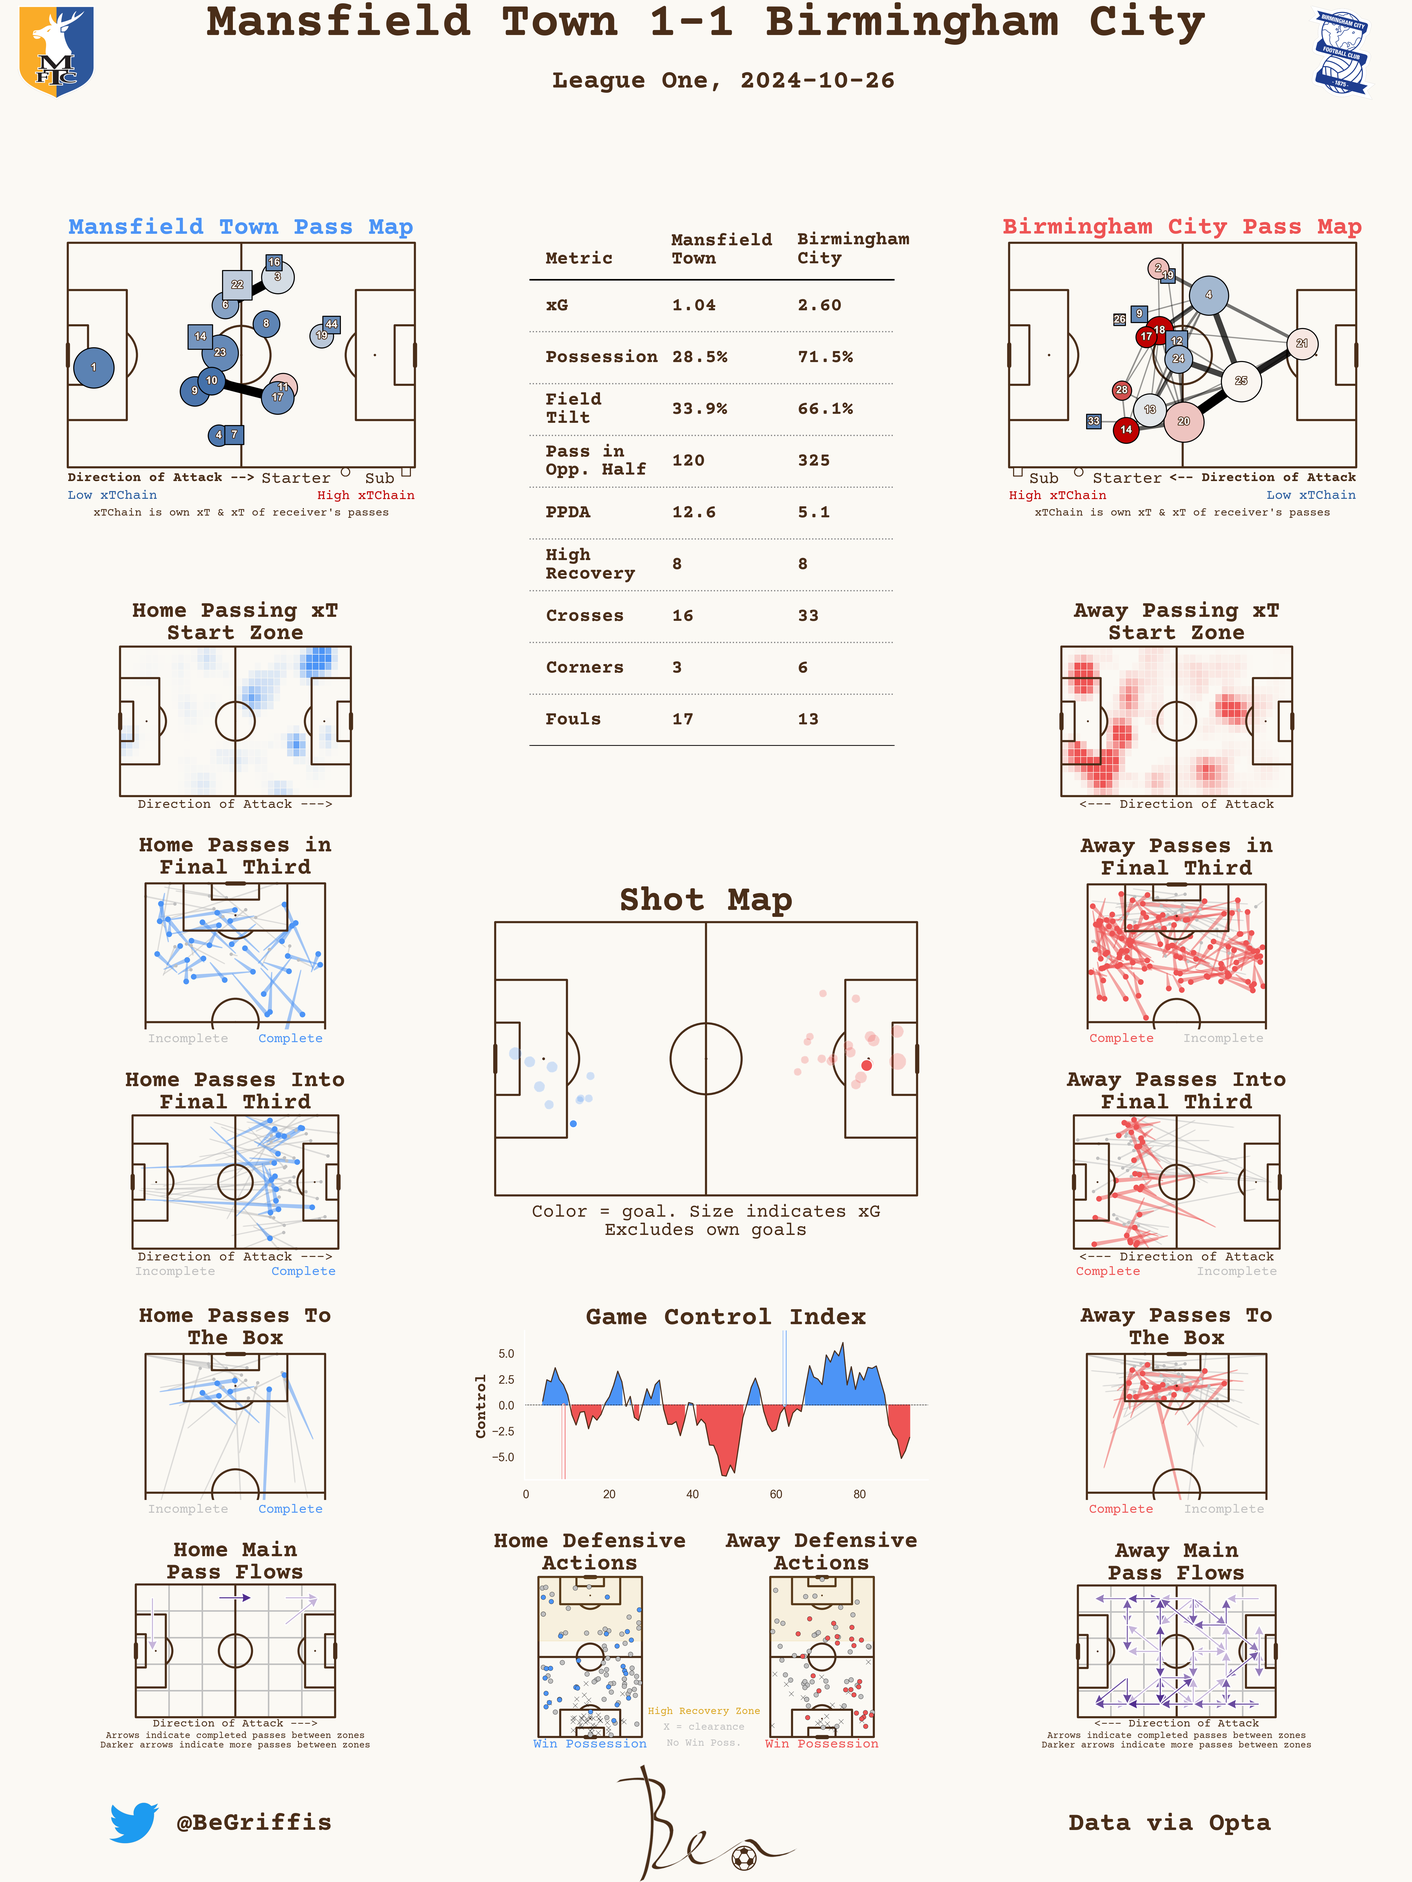 Mansfield Town 1-1 Birmingham City
League One, 2024-10-26
M
F T C
BIRMINGHAM CITY
FOOTBALL CLUB
1875
Mansfield Town Pass Map
16
3
22
6
8
44
19
14
23
1
10
9
11
17
4
7
Direction of Attack --> Starter Sub
Low xTChain High xTChain
xTChain is own xT & xT of receiver's passes
Metric Mansfield Town Birmingham City
xG 1.04 2.60
Possession 28.5% 71.5%
Field Tilt 33.9% 66.1%
Pass in Opp. Half 120 325
PPDA 12.6 5.1
High Recovery 8 8
Crosses 16 33
Corners 3 6
Fouls 17 13
Birmingham City Pass Map
2
19
4
9
26
18
17
12
24
21
25
28
13
33
14
20
Sub Starter <-- Direction of Attack
High xTChain Low xTChain
xTChain is own xT & xT of receiver's passes
Home Passing xT
Start Zone
Direction of Attack --->
Away Passing xT
Start Zone
<--- Direction of Attack
Home Passes in
Final Third
Incomplete Complete
Shot Map
Color = goal. Size indicates xG
Excludes own goals
Away Passes in
Final Third
Complete Incomplete
Home Passes Into
Final Third
Direction of Attack --->
Incomplete Complete
Away Passes Into
Final Third
<--- Direction of Attack
Complete Incomplete
Home Passes To
The Box
Incomplete Complete
Game Control Index
Control
5.0
2.5
0.0
−2.5
−5.0
0 20 40 60 80
Away Passes To
The Box
Complete Incomplete
Home Main
Pass Flows
Direction of Attack --->
Arrows indicate completed passes between zones
Darker arrows indicate more passes between zones
Home Defensive
Actions
Win Possession
High Recovery Zone
X = clearance
No Win Poss.
Away Defensive
Actions
Win Possession
Away Main
Pass Flows
<--- Direction of Attack
Arrows indicate completed passes between zones
Darker arrows indicate more passes between zones
@BeGriffis
Ben
Data via Opta